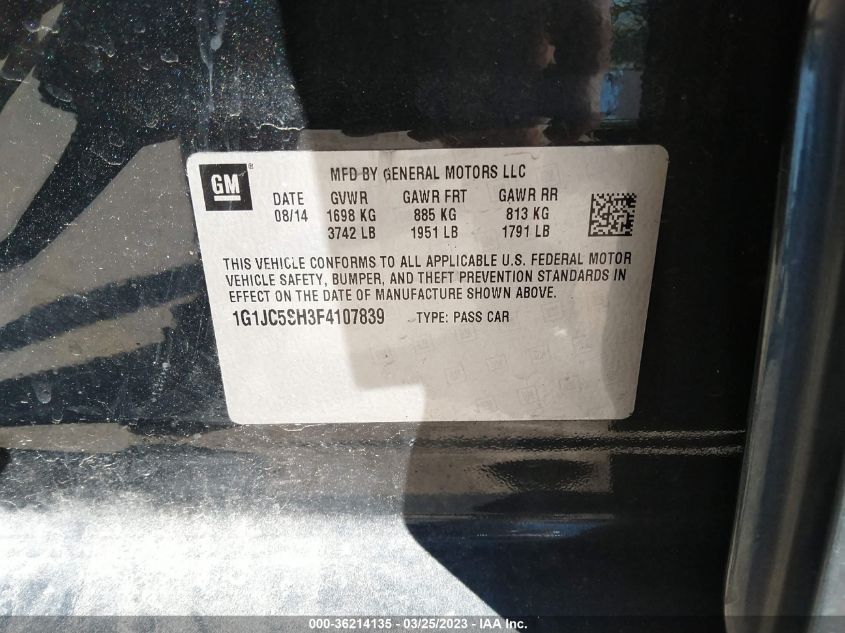 GM ®
MFD BY GENERAL MOTORS LLC
DATE GVWR GAWR FRT GAWR RR
08/14 1698 KG 885 KG 813 KG
3742 LB 1951 LB 1791 LB
THIS VEHICLE CONFORMS TO ALL APPLICABLE U.S. FEDERAL MOTOR
VEHICLE SAFETY, BUMPER, AND THEFT PREVENTION STANDARDS IN
EFFECT ON THE DATE OF MANUFACTURE SHOWN ABOVE.
1G1JC5SH3F4107839 TYPE: PASS CAR
000-36214135 - 03/25/2023 - IAA Inc.